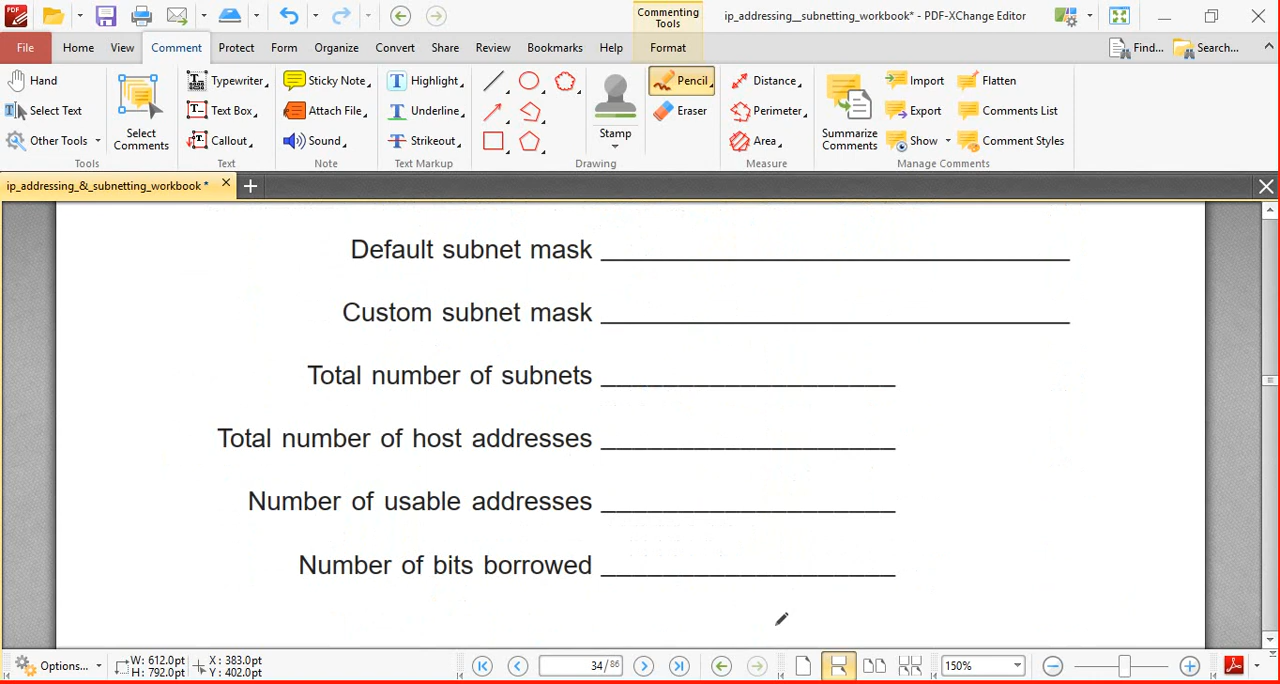 Commenting Tools
ip_addressing__subnetting_workbook* - PDF-XChange Editor
File Home View Comment Protect Form Organize Convert Share Review Bookmarks Help Format Find... Search...
Hand Typewriter Sticky Note Highlight Pencil Distance Import Flatten
Select Text Text Box Attach File Underline Eraser Perimeter Export Comments List
Other Tools Select Comments Callout Sound Strikeout Stamp Area Summarize Comments Show Comment Styles
Tools Text Note Text Markup Drawing Measure Manage Comments
ip_addressing_&_subnetting_workbook *
Default subnet mask
Custom subnet mask
Total number of subnets
Total number of host addresses
Number of usable addresses
Number of bits borrowed
Options... W: 612.0pt H: 792.0pt X: 383.0pt Y: 402.0pt 34 / 86 150%